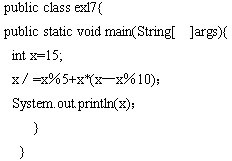 public class exl7{
public static void main(String[ ]args){
int x=15;
x / =x%5+x*(x—x%10);
System.out.println(x);
}
}